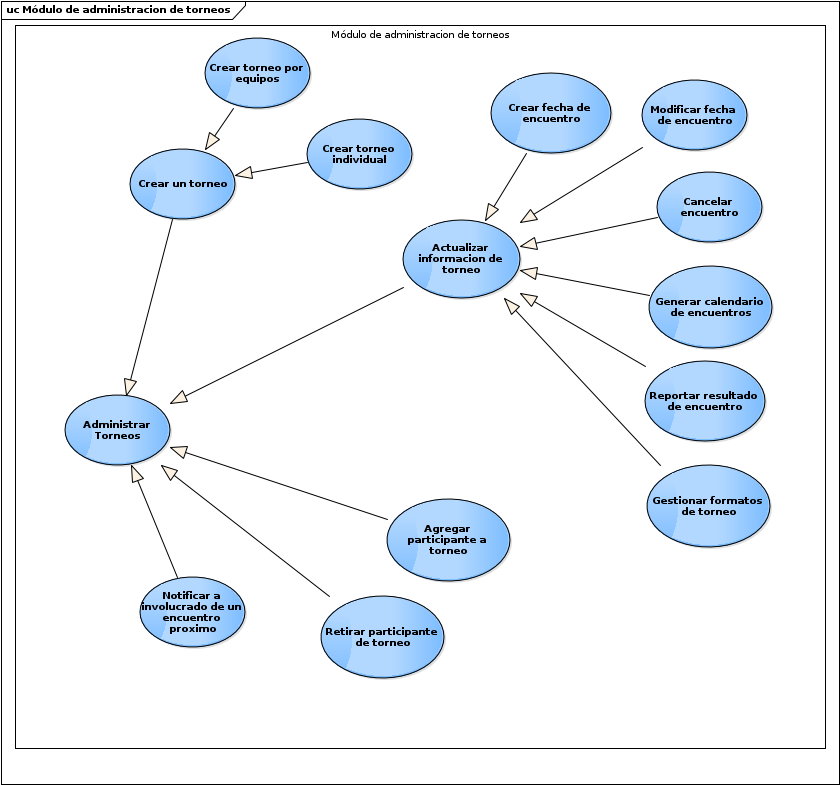 uc Módulo de administracion de torneos
Módulo de administracion de torneos
Crear torneo por
equipos
Crear fecha de
encuentro
Modificar fecha
de encuentro
Crear torneo
individual
Crear un torneo
Cancelar
encuentro
Actualizar
informacion de
torneo
Generar calendario
de encuentros
Reportar resultado
de encuentro
Administrar
Torneos
Gestionar formatos
de torneo
Agregar
participante a
torneo
Notificar a
involucrado de un
encuentro
proximo
Retirar participante
de torneo